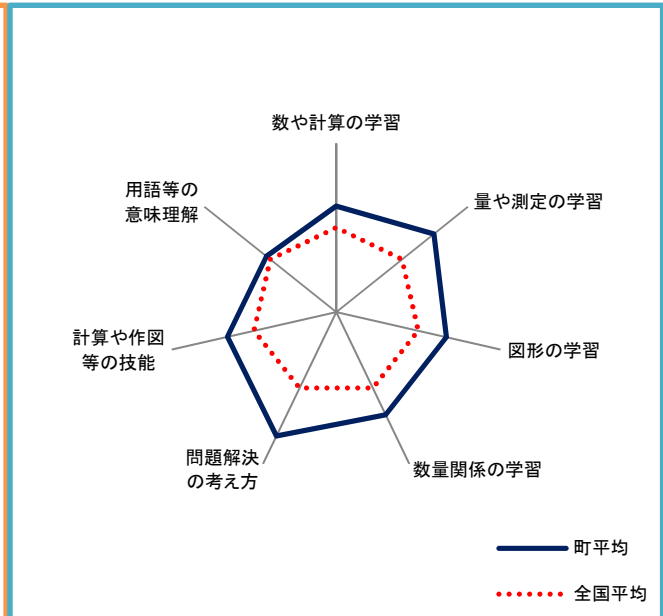 数や計算の学習
量や測定の学習
図形の学習
数量関係の学習
問題解決
の考え方
計算や作図
等の技能
用語等の
意味理解
町平均
全国平均